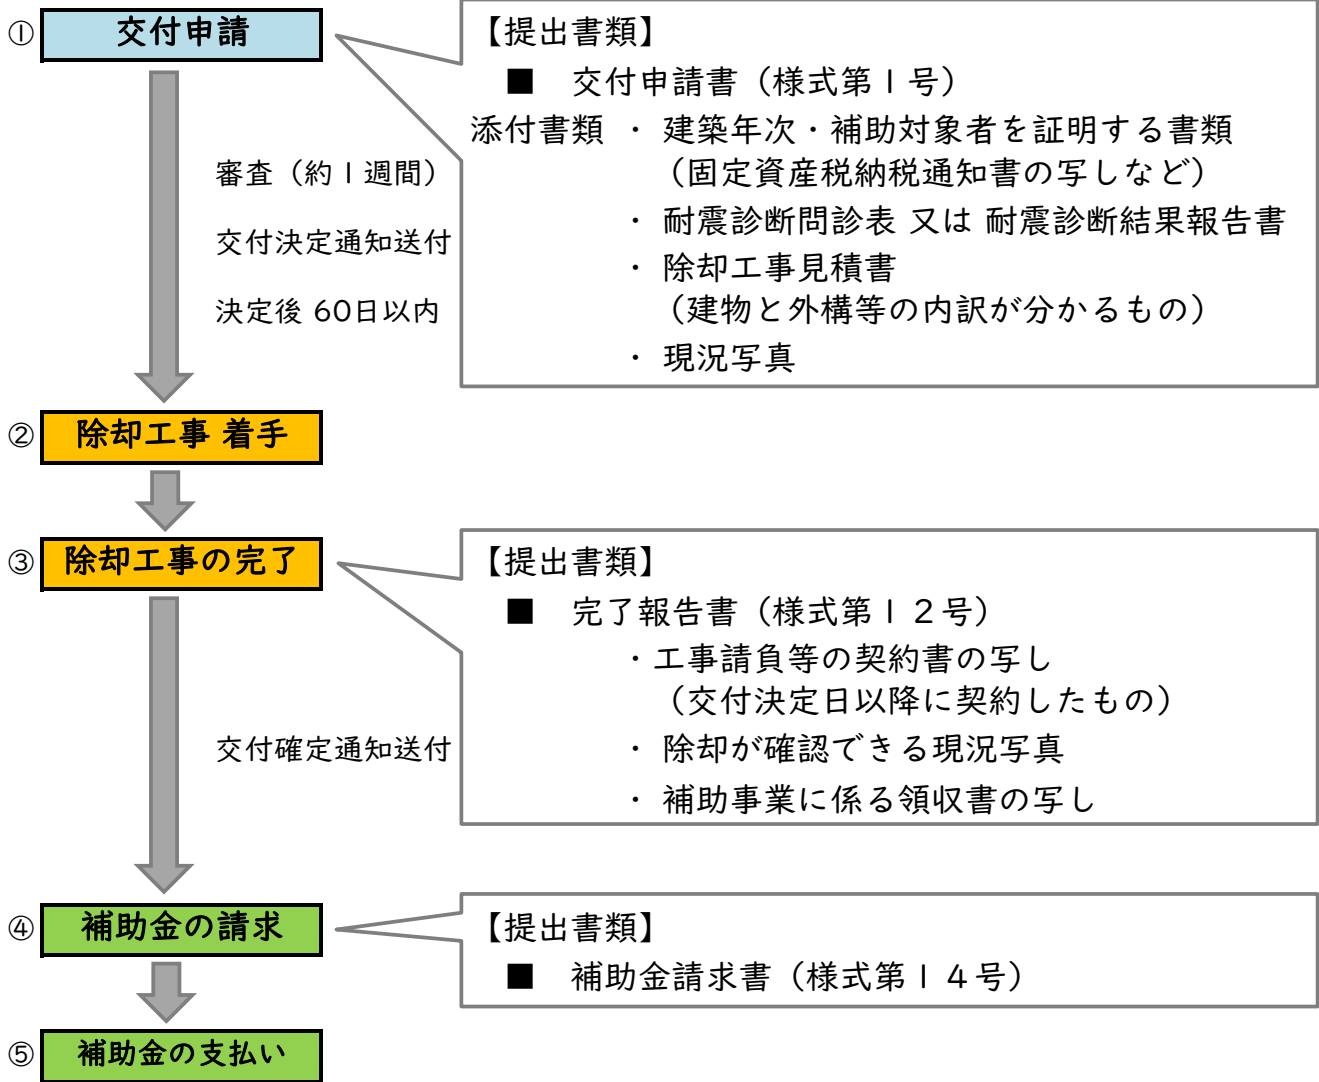 ① 交付申請
【提出書類】
■ 交付申請書（様式第１号）
添付書類 ・ 建築年次・補助対象者を証明する書類
（固定資産税納税通知書の写しなど）
・ 耐震診断問診表 又は 耐震診断結果報告書
・ 除却工事見積書
（建物と外構等の内訳が分かるもの）
・ 現況写真
審査（約１週間）
交付決定通知送付
決定後 60日以内
② 除却工事 着手
③ 除却工事の完了
【提出書類】
■ 完了報告書（様式第１２号）
・工事請負等の契約書の写し
（交付決定日以降に契約したもの）
・ 除却が確認できる現況写真
・ 補助事業に係る領収書の写し
交付確定通知送付
④ 補助金の請求
【提出書類】
■ 補助金請求書（様式第１４号）
⑤ 補助金の支払い